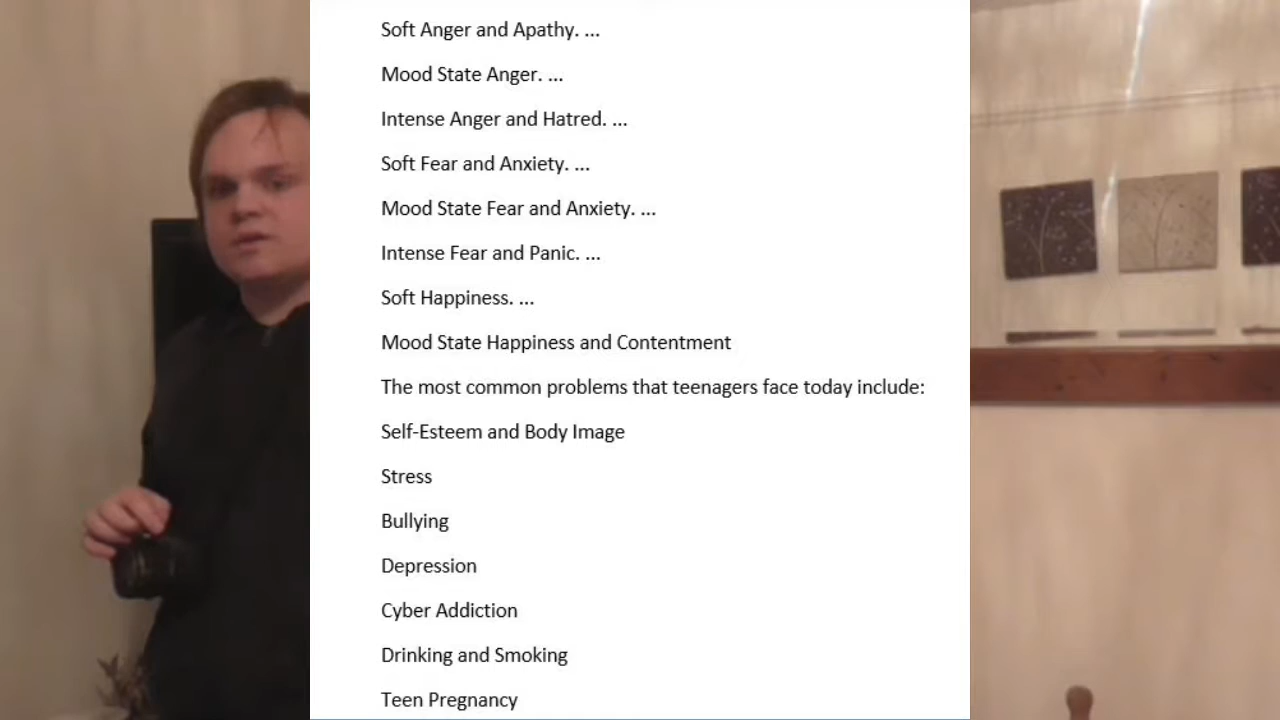 Soft Anger and Apathy. ...
Mood State Anger. ...
Intense Anger and Hatred. ...
Soft Fear and Anxiety. ...
Mood State Fear and Anxiety. ...
Intense Fear and Panic. ...
Soft Happiness. ...
Mood State Happiness and Contentment
The most common problems that teenagers face today include:
Self-Esteem and Body Image
Stress
Bullying
Depression
Cyber Addiction
Drinking and Smoking
Teen Pregnancy